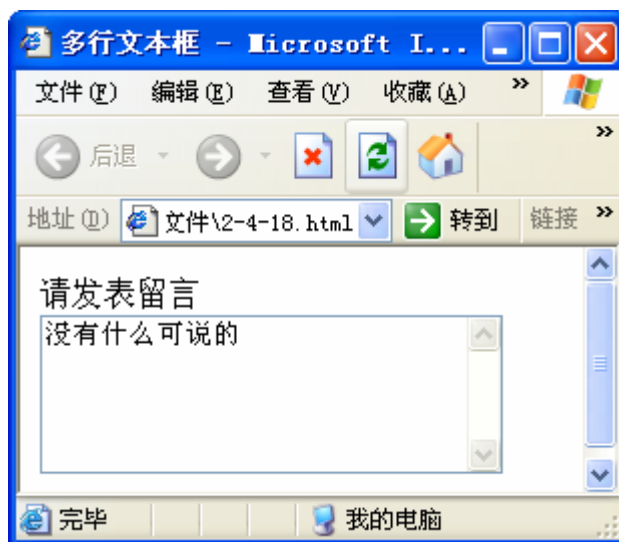 多行文本框 - Microsoft I...
文件(F) 编辑(E) 查看(V) 收藏(A) »
后退 »
地址(D) 文件\2-4-18.html 转到 链接 »
请发表留言
没有什么可说的
完毕 我的电脑